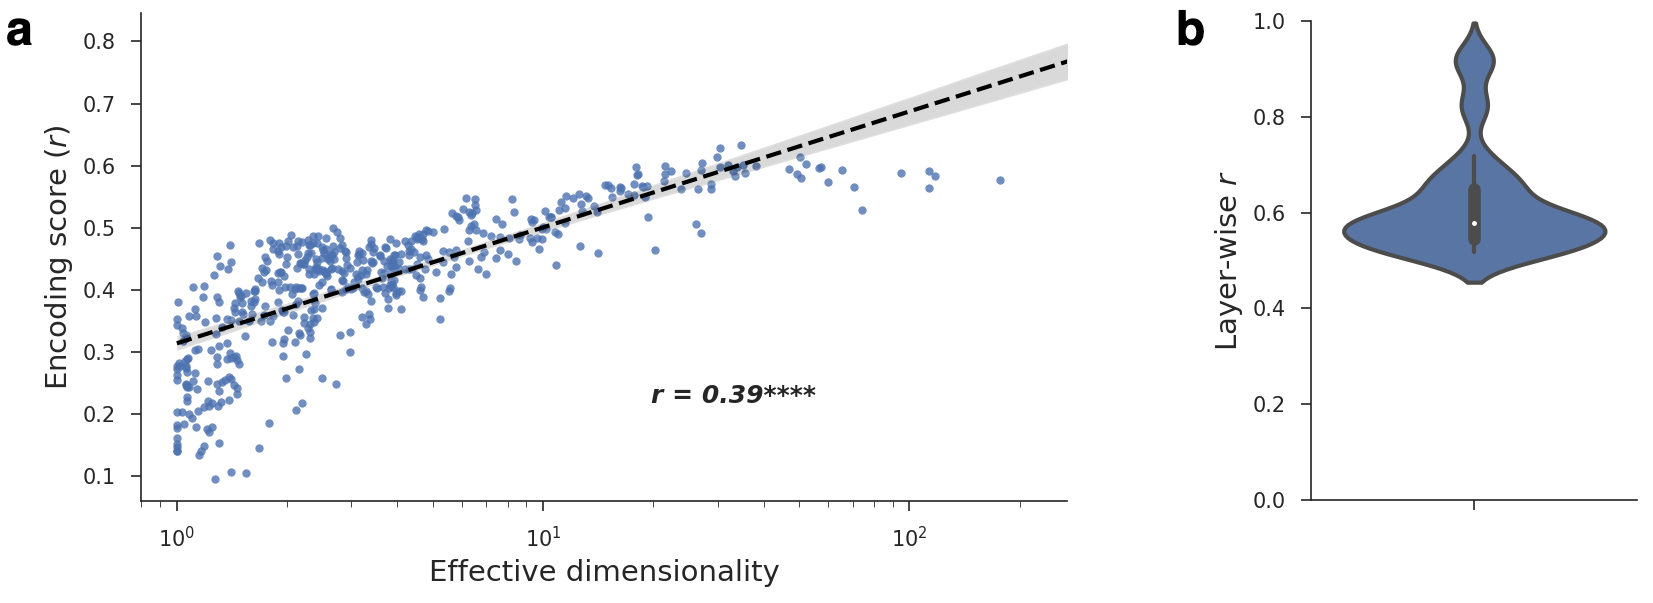 a
Encoding score (r)
0.8
0.7
0.6
0.5
0.4
0.3
0.2
0.1
r = 0.39****
10⁰
10¹
10²
Effective dimensionality
b
Layer-wise r
1.0
0.8
0.6
0.4
0.2
0.0